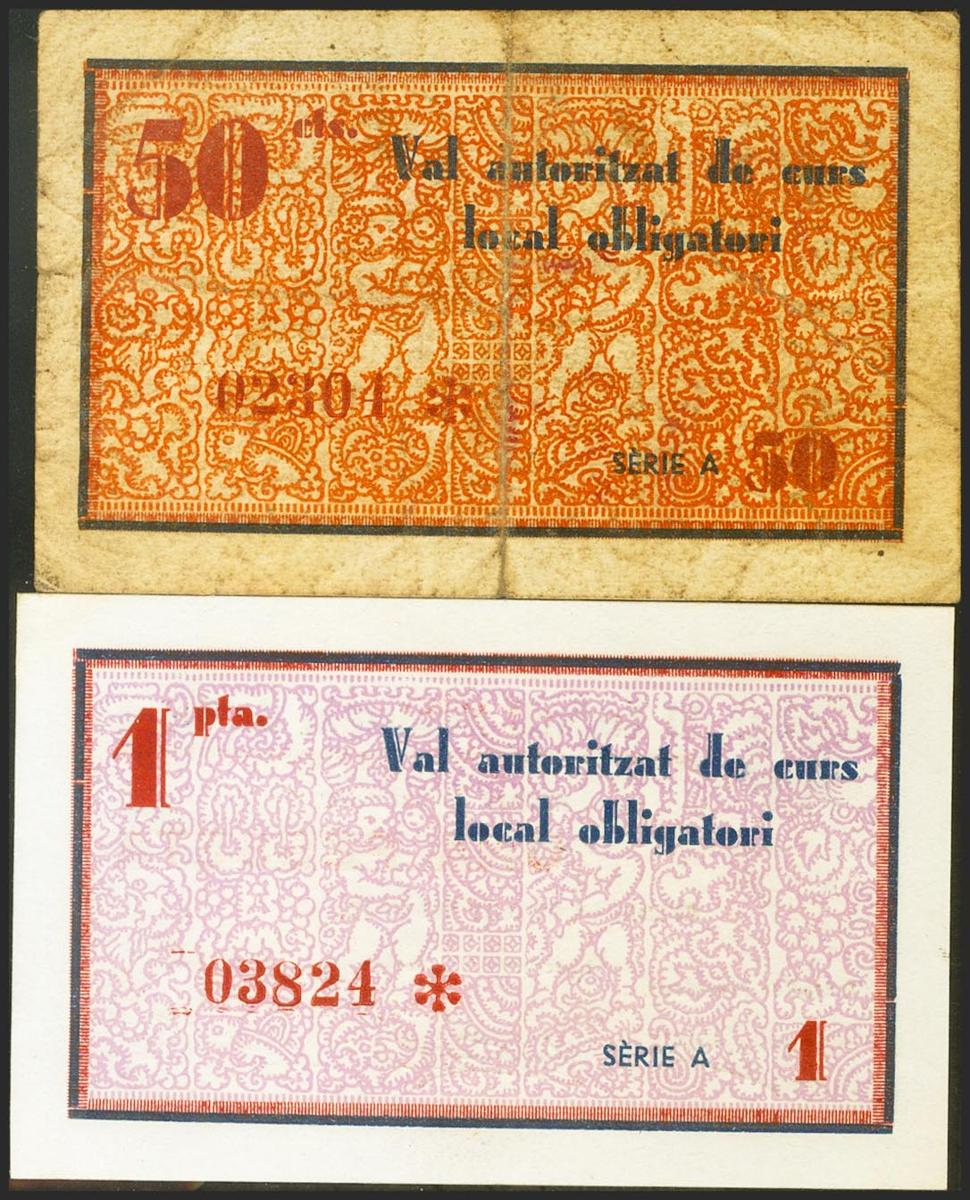 50 cts.
Val autoritzat de curs
local obligatori
02304 *
SÈRIE A 50
1 pta.
Val autoritzat de curs
local obligatori
03824 *
SÈRIE A 1